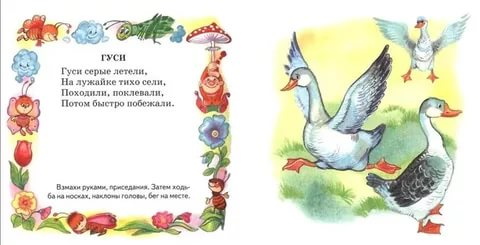 ГУСИ
Гуси серые летели,
На лужайке тихо сели,
Походили, поклевали,
Потом быстро побежали.
Взмахи руками, приседания. Затем ходь-
ба на носках, наклоны головы, бег на месте.